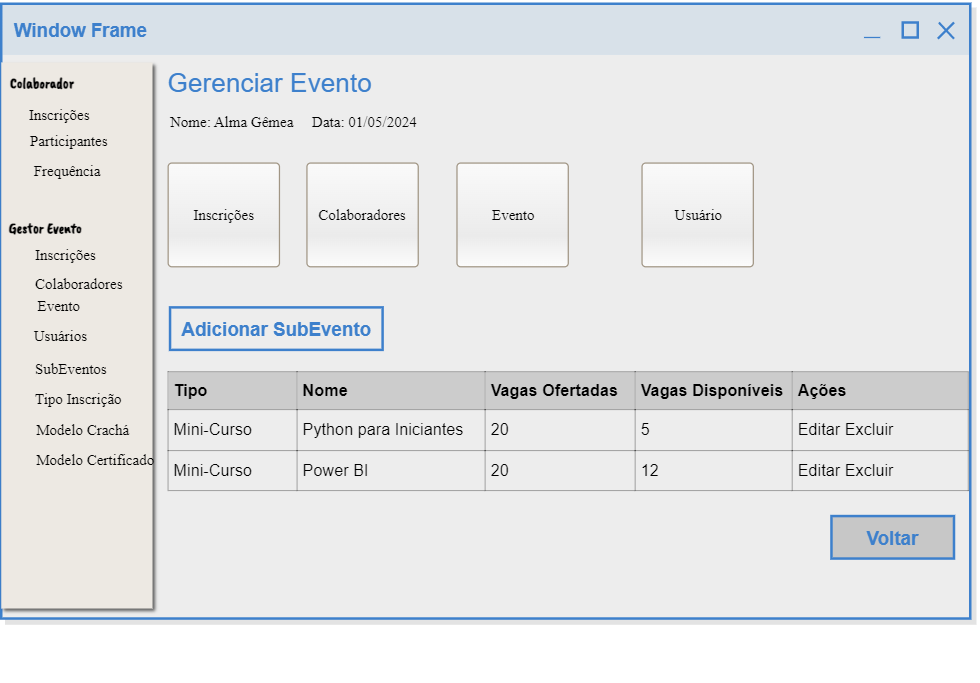 Window Frame
Colaborador
Inscrições
Participantes
Frequência
Gestor Evento
Inscrições
Colaboradores
Evento
Usuários
SubEventos
Tipo Inscrição
Modelo Crachá
Modelo Certificado
Gerenciar Evento
Nome: Alma Gêmea Data: 01/05/2024
Inscrições Colaboradores Evento Usuário
Adicionar SubEvento
Tipo Nome Vagas Ofertadas Vagas Disponíveis Ações
Mini-Curso Python para Iniciantes 20 5 Editar Excluir
Mini-Curso Power BI 20 12 Editar Excluir
Voltar